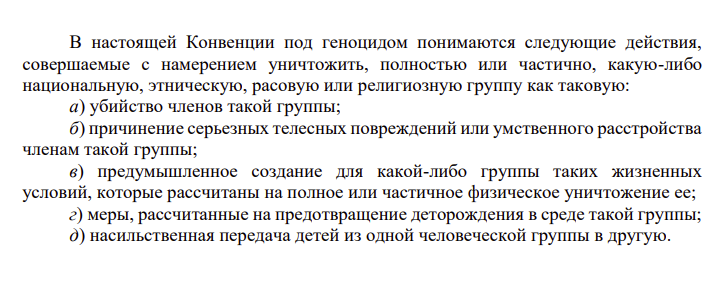 В настоящей Конвенции под геноцидом понимаются следующие действия,
совершаемые с намерением уничтожить, полностью или частично, какую-либо
национальную, этническую, расовую или религиозную группу как таковую:
а) убийство членов такой группы;
б) причинение серьезных телесных повреждений или умственного расстройства
членам такой группы;
в) предумышленное создание для какой-либо группы таких жизненных
условий, которые рассчитаны на полное или частичное физическое уничтожение ее;
г) меры, рассчитанные на предотвращение деторождения в среде такой группы;
д) насильственная передача детей из одной человеческой группы в другую.